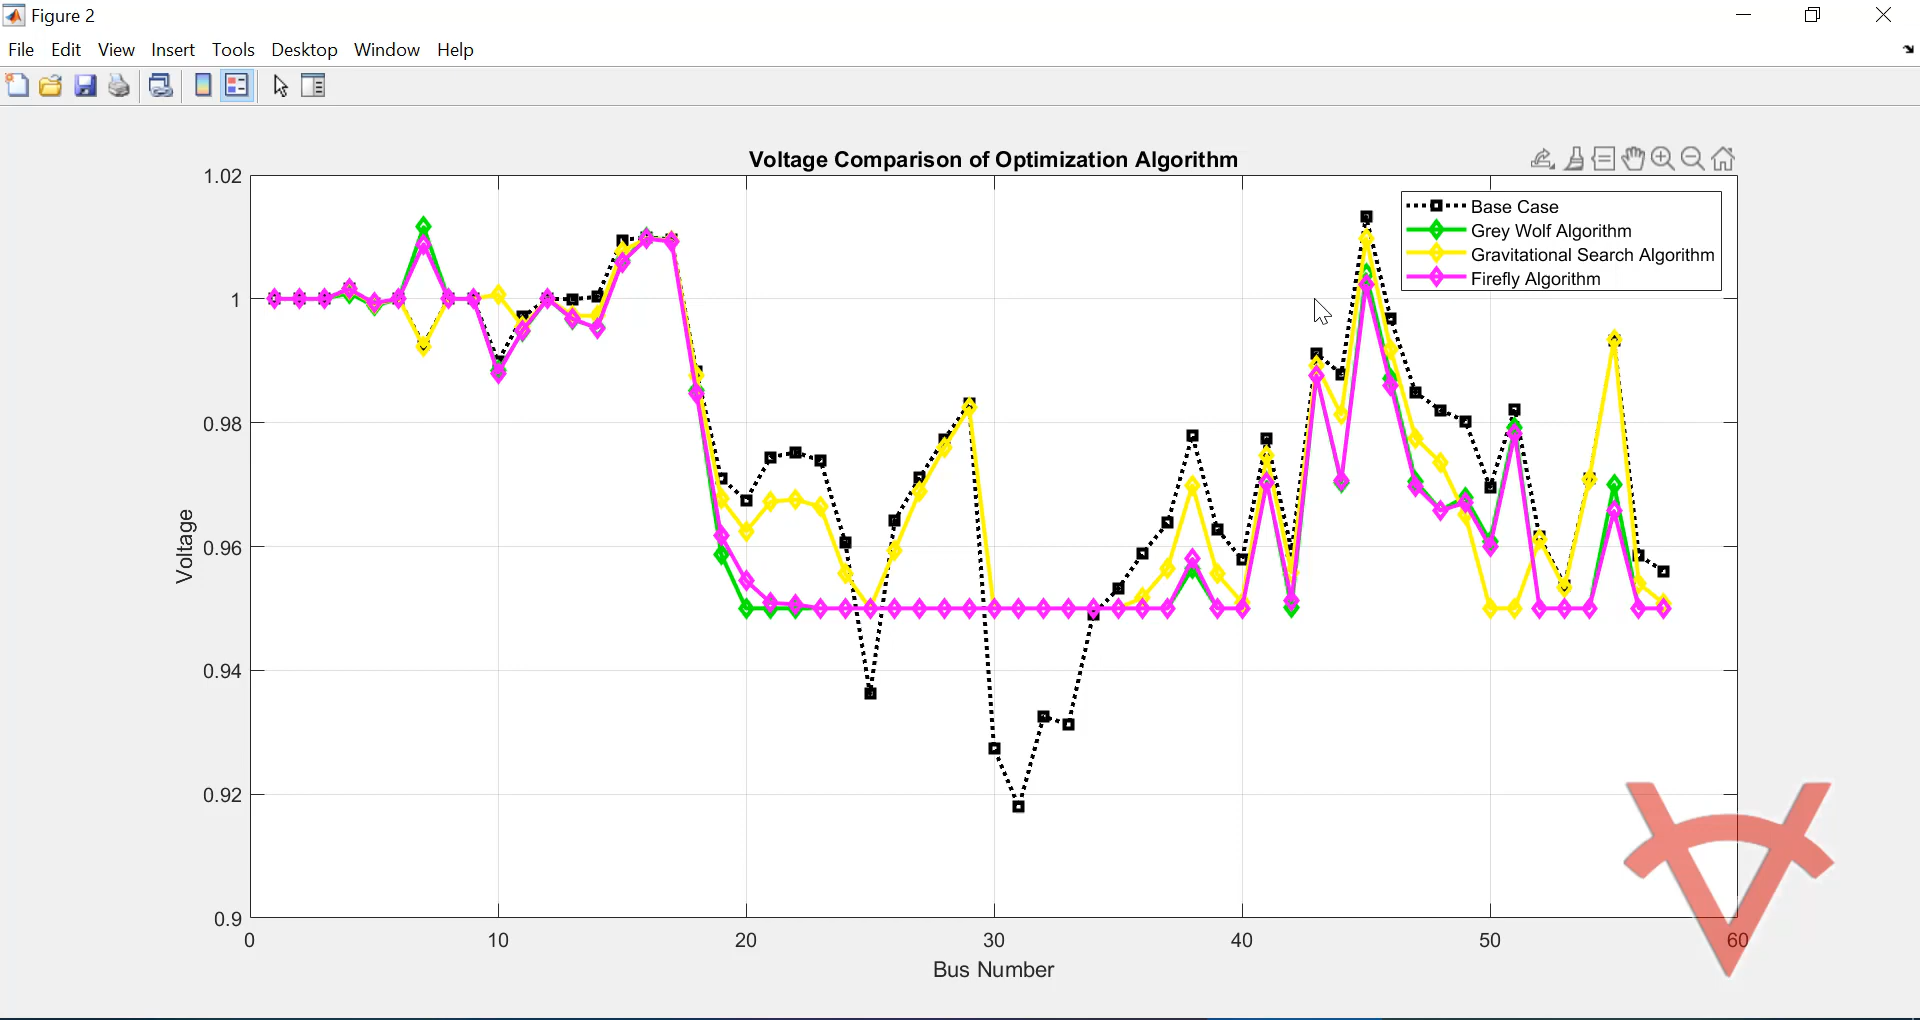 Figure 2
File Edit View Insert Tools Desktop Window Help
Voltage Comparison of Optimization Algorithm
1.02
1
0.98
0.96
0.94
0.92
0.9
Voltage
Base Case
Grey Wolf Algorithm
Gravitational Search Algorithm
Firefly Algorithm
0 10 20 30 40 50 60
Bus Number